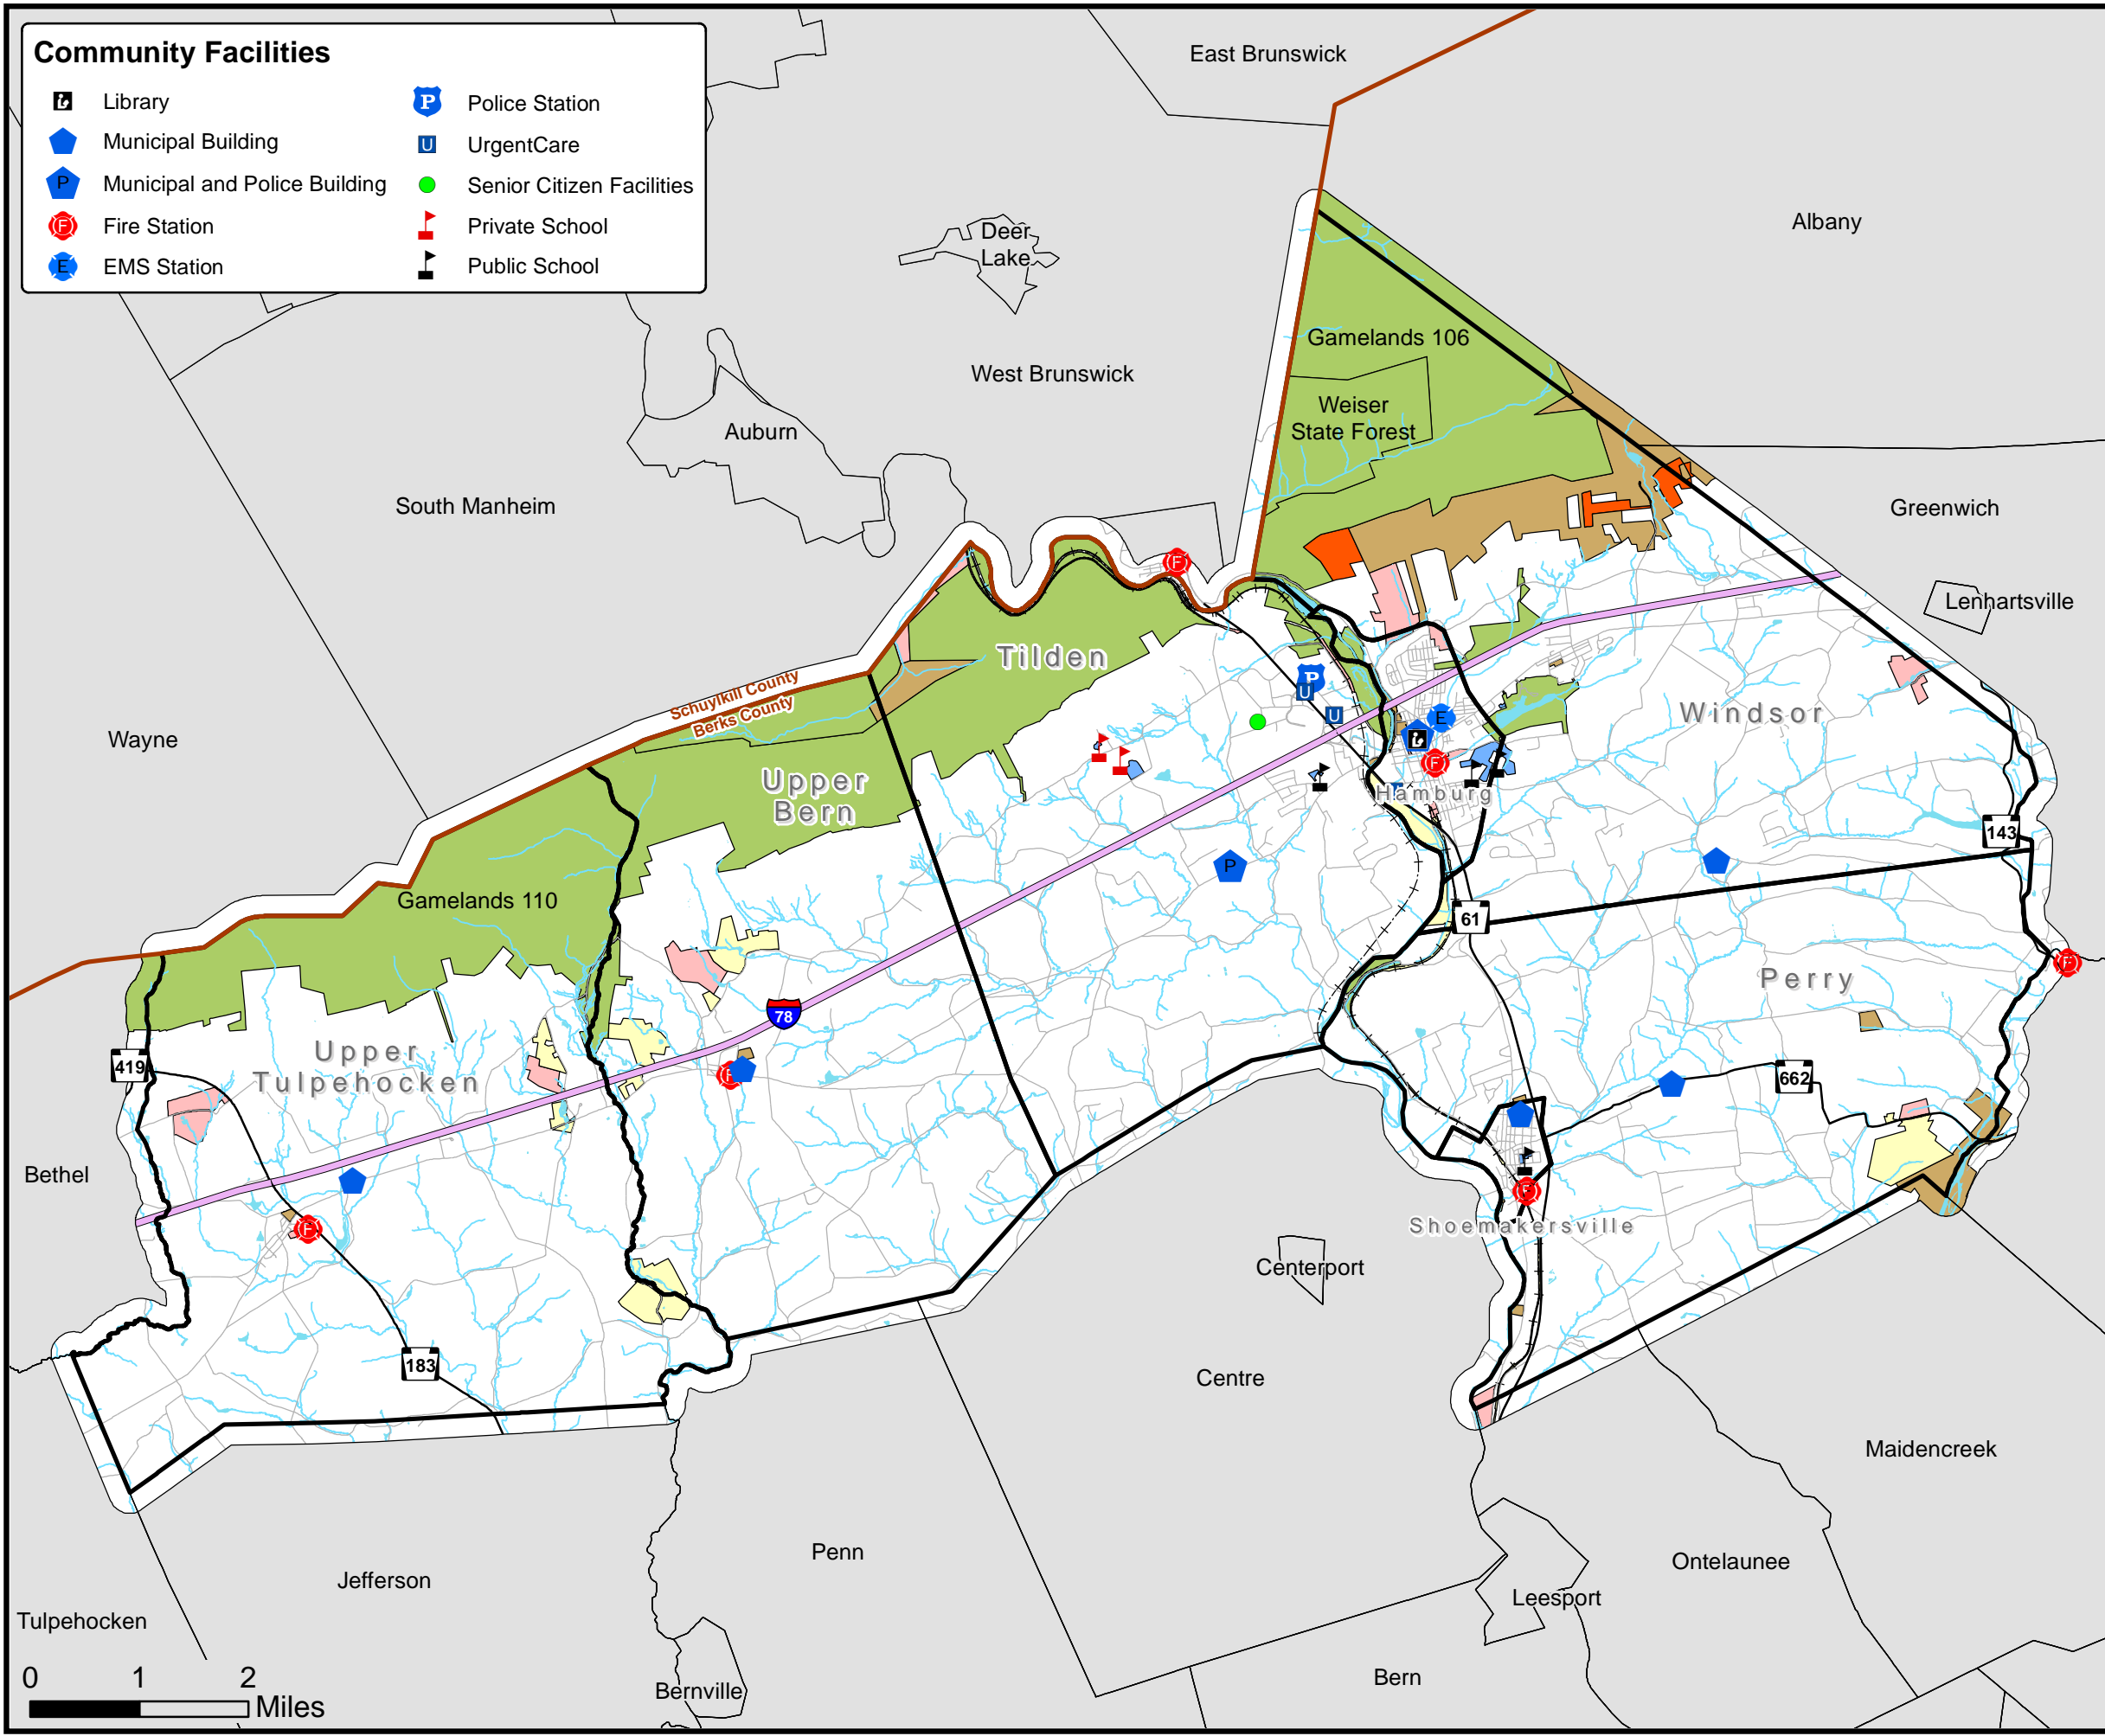 Community Facilities
Library
Municipal Building
P
Municipal and Police Building
F
Fire Station
E
EMS Station
P
Police Station
U
UrgentCare
Senior Citizen Facilities
Private School
Public School
East Brunswick
Albany
Deer
Lake
Gamelands 106
West Brunswick
Weiser
State Forest
Auburn
South Manheim
Greenwich
F
Lenhartsville
Tilden
Schuylkill County
Berks County
P
U
U
Windsor
E
Wayne
Upper
Bern
F
Hamburg
143
P
Gamelands 110
61
F
Perry
78
Upper
Tulpehocken
419
F
662
Bethel
F
F
Shoemakersville
Centerport
183
Centre
Maidencreek
Penn
Ontelaunee
Jefferson
Leesport
Tulpehocken
Bern
Bernville
0 1 2
Miles